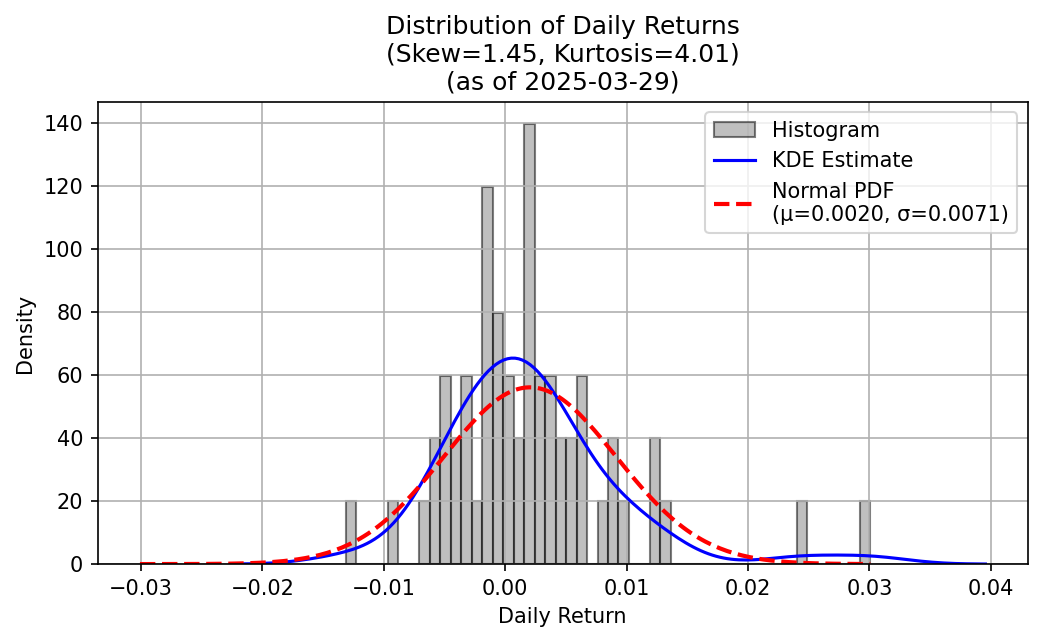 Distribution of Daily Returns
(Skew=1.45, Kurtosis=4.01)
(as of 2025-03-29)
140
120
100
80
60
40
20
0
Density
Histogram
KDE Estimate
Normal PDF
(μ=0.0020, σ=0.0071)
−0.03 −0.02 −0.01 0.00 0.01 0.02 0.03 0.04
Daily Return